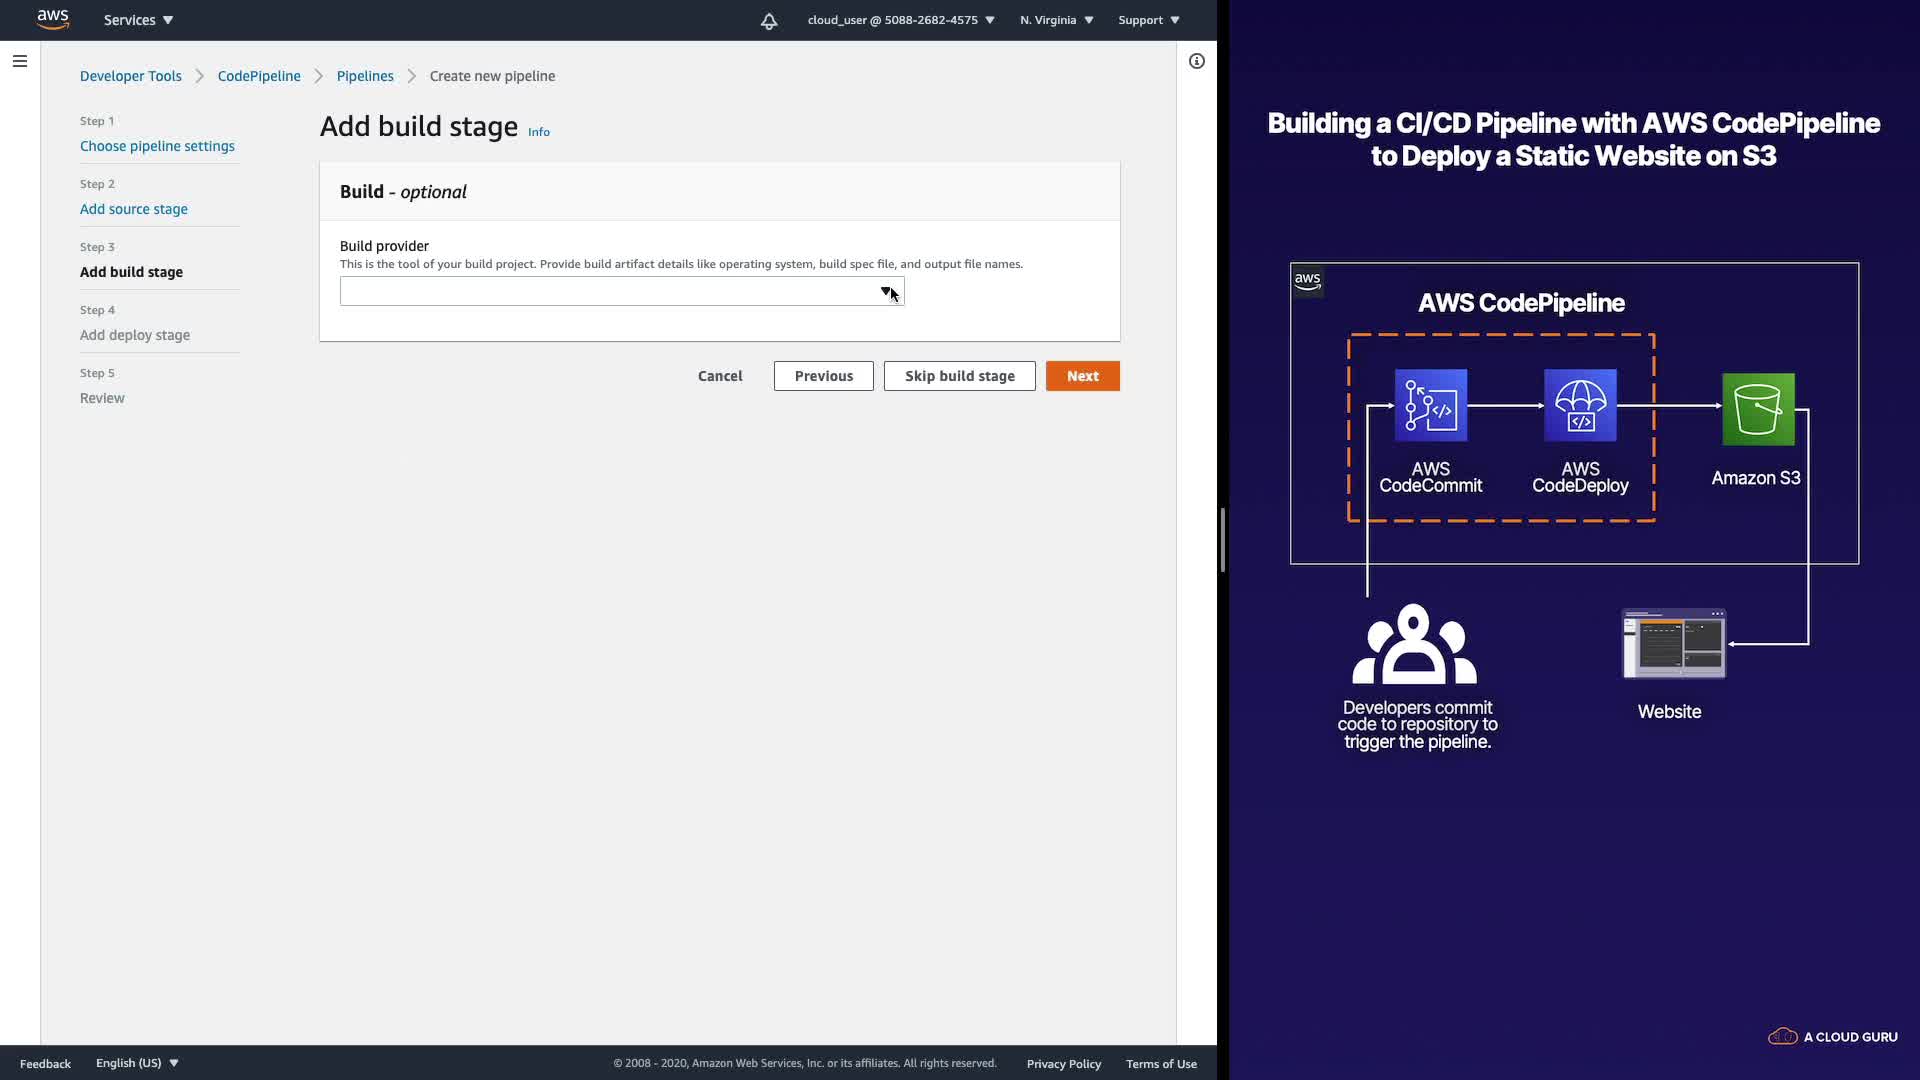 aws
Services
cloud_user @ 5088-2682-4575
N. Virginia
Support
Developer Tools
CodePipeline
Pipelines
Create new pipeline
Step 1
Choose pipeline settings
Step 2
Add source stage
Step 3
Add build stage
Step 4
Add deploy stage
Step 5
Review
Add build stage
Info
Build - optional
Build provider
This is the tool of your build project. Provide build artifact details like operating system, build spec file, and output file names.
Cancel
Previous
Skip build stage
Next
Feedback
English (US)
© 2008 - 2020, Amazon Web Services, Inc. or its affiliates. All rights reserved.
Privacy Policy
Terms of Use
Building a CI/CD Pipeline with AWS CodePipeline
to Deploy a Static Website on S3
aws
AWS CodePipeline
AWS
CodeCommit
AWS
CodeDeploy
Amazon S3
Developers commit
code to repository to
trigger the pipeline.
Website
A CLOUD GURU